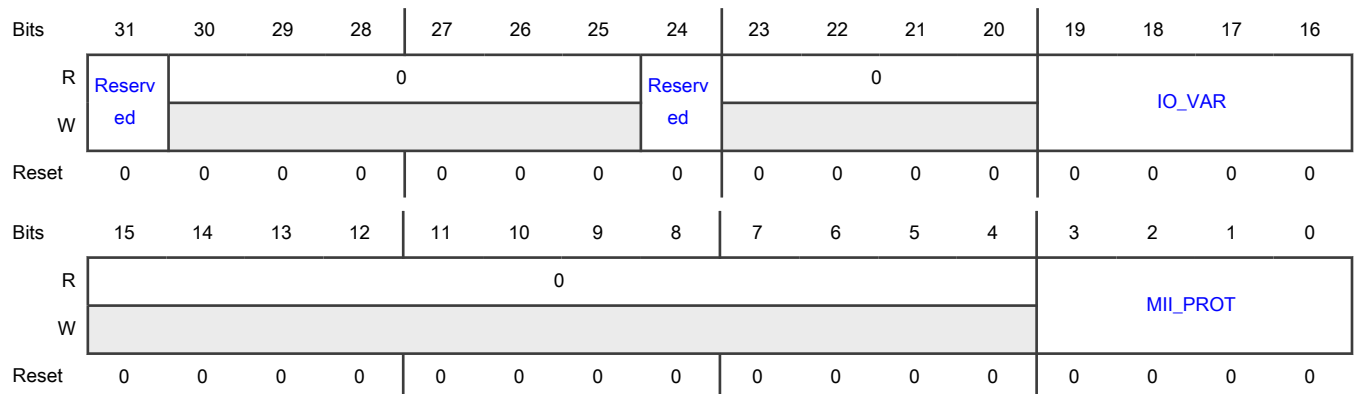 Bits 31 30 29 28 27 26 25 24 23 22 21 20 19 18 17 16
R Reserv 0 Reserv 0 IO_VAR
W ed ed
Reset 0 0 0 0 0 0 0 0 0 0 0 0 0 0 0 0
Bits 15 14 13 12 11 10 9 8 7 6 5 4 3 2 1 0
R 0 MII_PROT
W
Reset 0 0 0 0 0 0 0 0 0 0 0 0 0 0 0 0